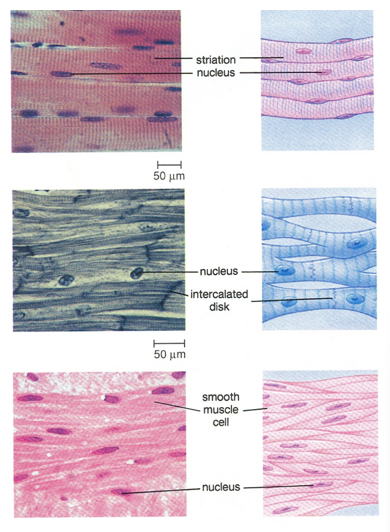 striation
nucleus
50 µm
nucleus
intercalated
disk
50 µm
smooth
muscle
cell
nucleus